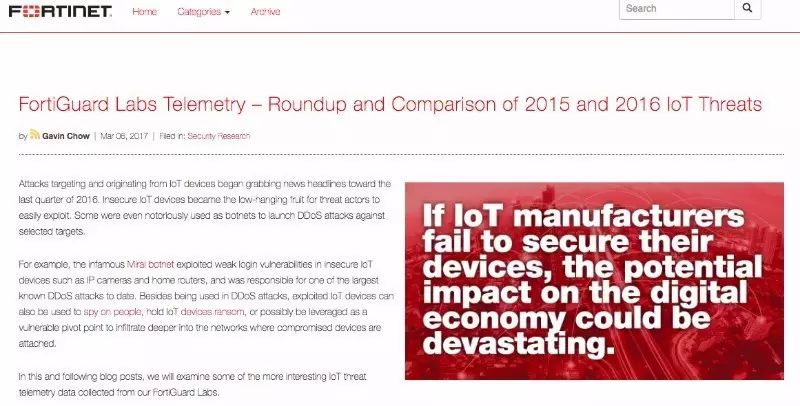 FORTINET. Home Categories Archive Search
FortiGuard Labs Telemetry – Roundup and Comparison of 2015 and 2016 IoT Threats
by Gavin Chow | Mar 06, 2017 | Filed in: Security Research
Attacks targeting and originating from IoT devices began grabbing news headlines toward the
last quarter of 2016. Insecure IoT devices became the low-hanging fruit for threat actors to
easily exploit. Some were even notoriously used as botnets to launch DDoS attacks against
selected targets.
For example, the infamous Mirai botnet exploited weak login vulnerabilities in insecure IoT
devices such as IP cameras and home routers, and was responsible for one of the largest
known DDoS attacks to date. Besides being used in DDoS attacks, exploited IoT devices can
also be used to spy on people, hold IoT devices ransom, or possibly be leveraged as a
vulnerable pivot point to infiltrate deeper into the networks where compromised devices are
attached.
In this and following blog posts, we will examine some of the more interesting IoT threat
telemetry data collected from our FortiGuard Labs.
If IoT manufacturers
fail to secure their
devices, the potential
impact on the digital
economy could be
devastating.